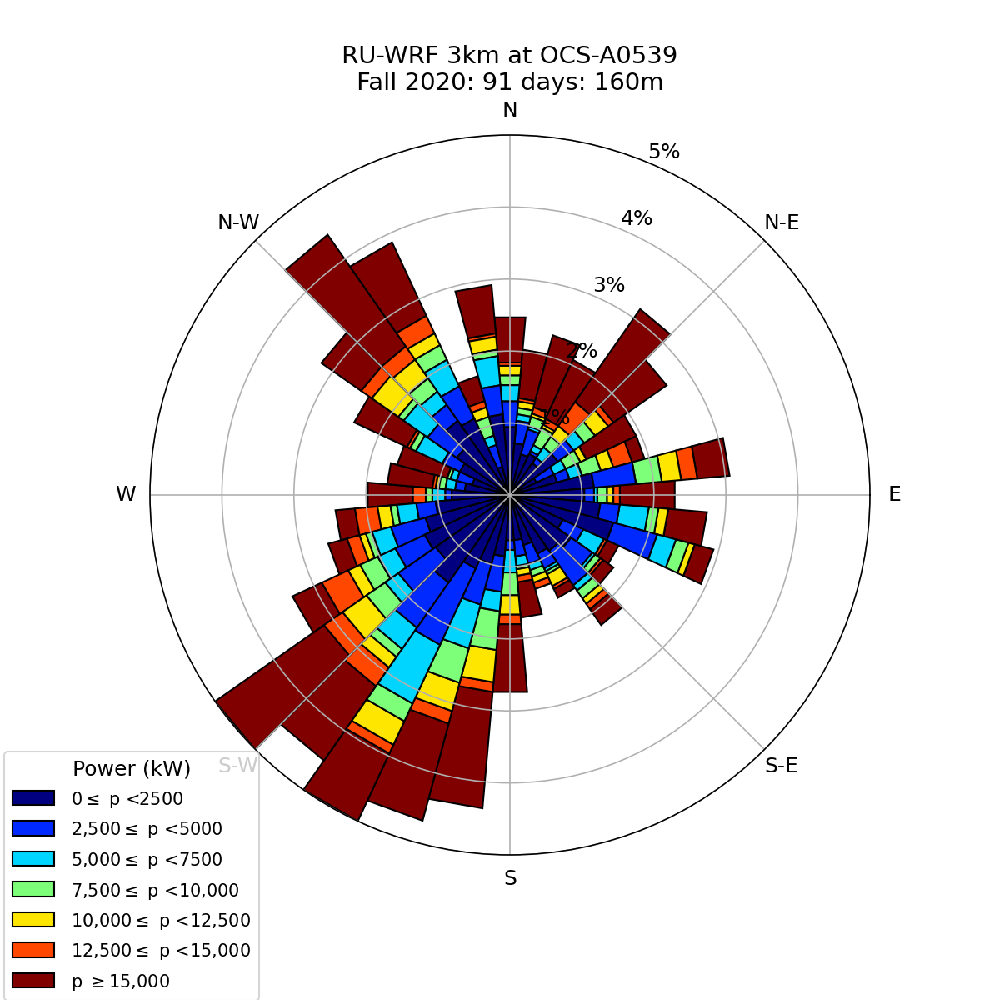 RU-WRF 3km at OCS-A0539
Fall 2020: 91 days: 160m
N
5%
N-W
4%
N-E
3%
2%
1%
W
E
S-W
S-E
S
Power (kW)
0≤ p <2500
2,500≤ p <5000
5,000≤ p <7500
7,500≤ p <10,000
10,000≤ p <12,500
12,500≤ p <15,000
p ≥15,000